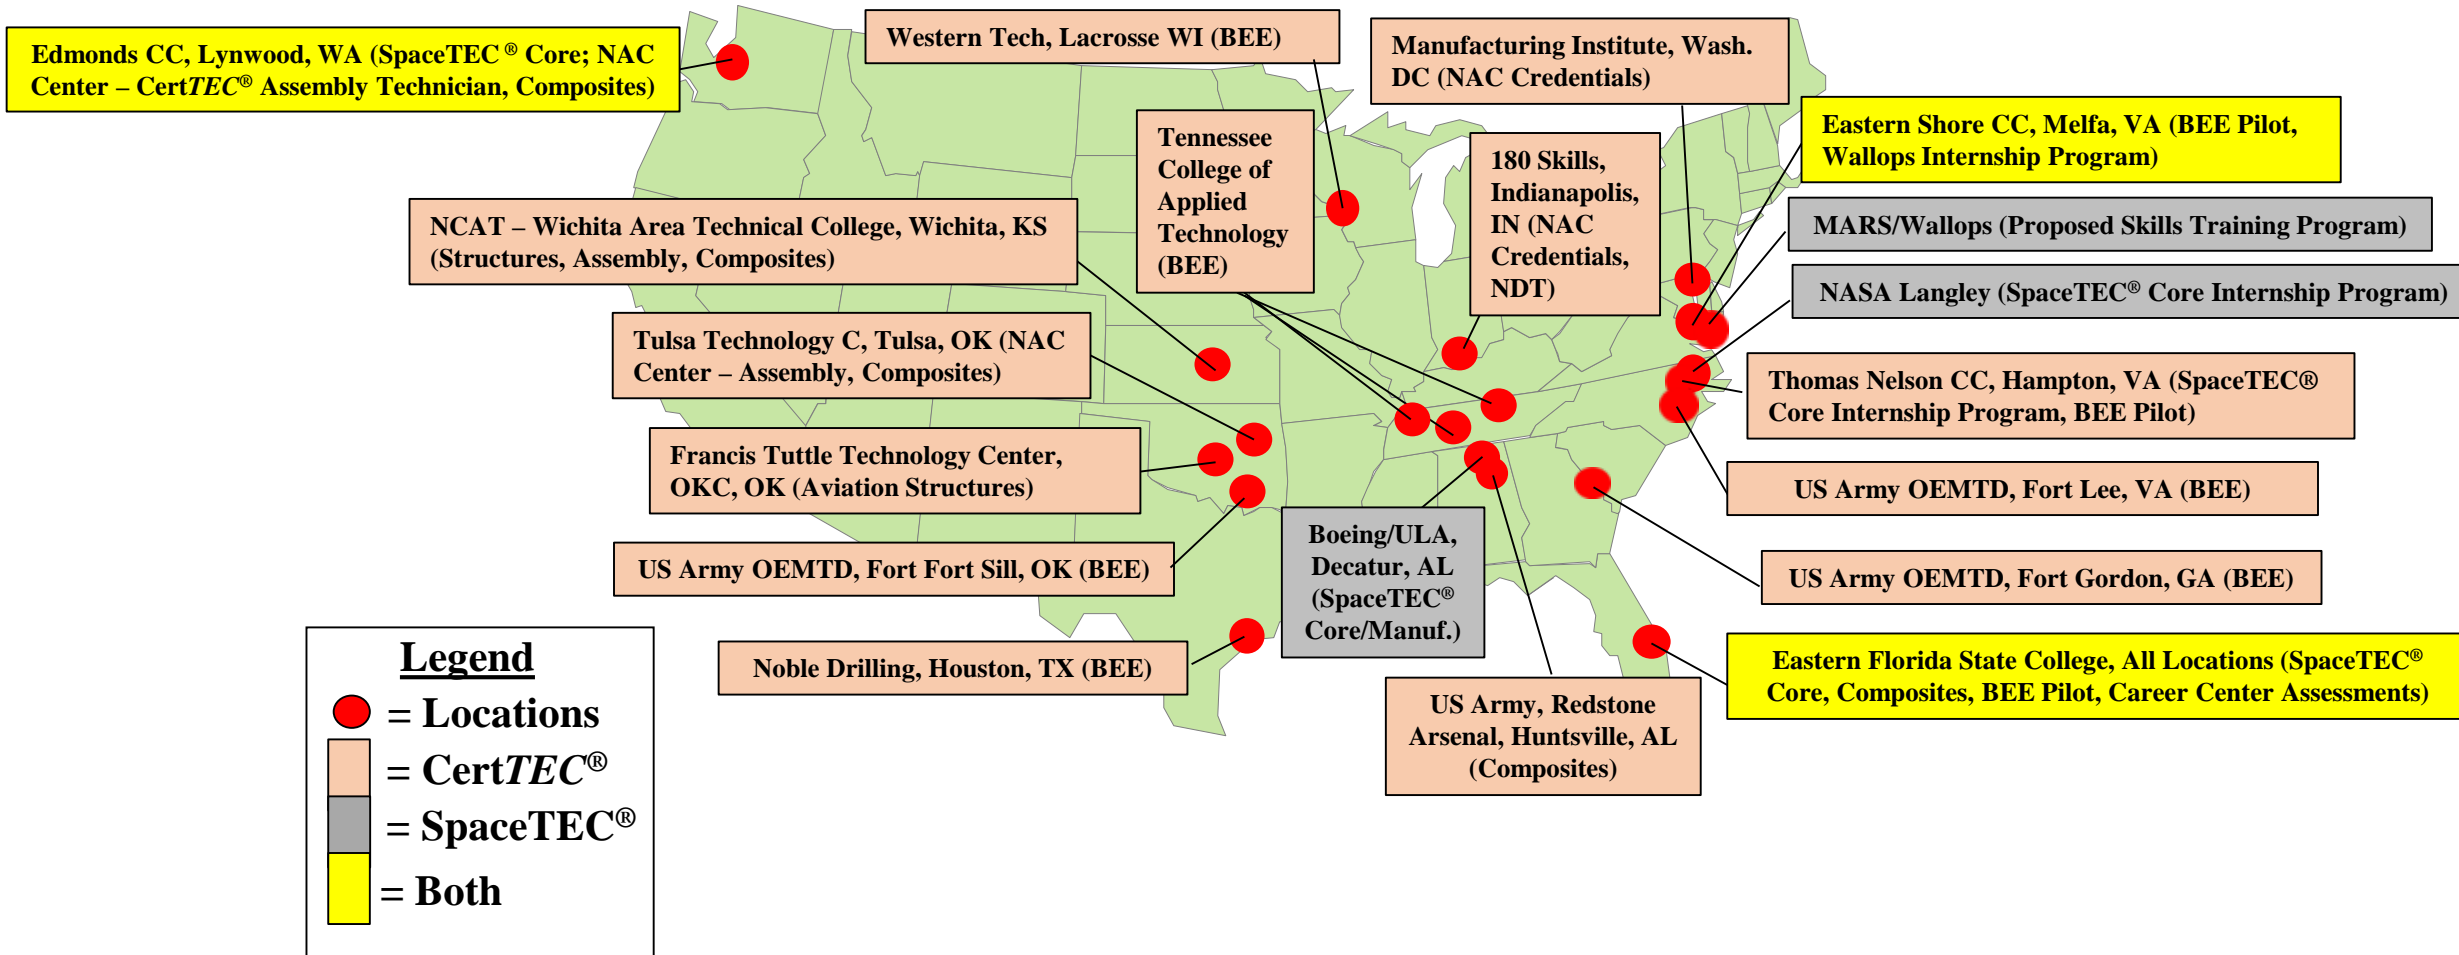 Edmonds CC, Lynwood, WA (SpaceTEC ® Core; NAC
Center – CertTEC® Assembly Technician, Composites)
Western Tech, Lacrosse WI (BEE)
Manufacturing Institute, Wash.
DC (NAC Credentials)
Eastern Shore CC, Melfa, VA (BEE Pilot,
Wallops Internship Program)
Tennessee
College of
Applied
Technology
(BEE)
180 Skills,
Indianapolis,
IN (NAC
Credentials,
NDT)
MARS/Wallops (Proposed Skills Training Program)
NCAT – Wichita Area Technical College, Wichita, KS
(Structures, Assembly, Composites)
NASA Langley (SpaceTEC® Core Internship Program)
Tulsa Technology C, Tulsa, OK (NAC
Center – Assembly, Composites)
Thomas Nelson CC, Hampton, VA (SpaceTEC®
Core Internship Program, BEE Pilot)
Francis Tuttle Technology Center,
OKC, OK (Aviation Structures)
US Army OEMTD, Fort Lee, VA (BEE)
US Army OEMTD, Fort Fort Sill, OK (BEE)
Boeing/ULA,
Decatur, AL
(SpaceTEC®
Core/Manuf.)
US Army OEMTD, Fort Gordon, GA (BEE)
Noble Drilling, Houston, TX (BEE)
Eastern Florida State College, All Locations (SpaceTEC®
Core, Composites, BEE Pilot, Career Center Assessments)
US Army, Redstone
Arsenal, Huntsville, AL
(Composites)
Legend
= Locations
= CertTEC®
= SpaceTEC®
= Both